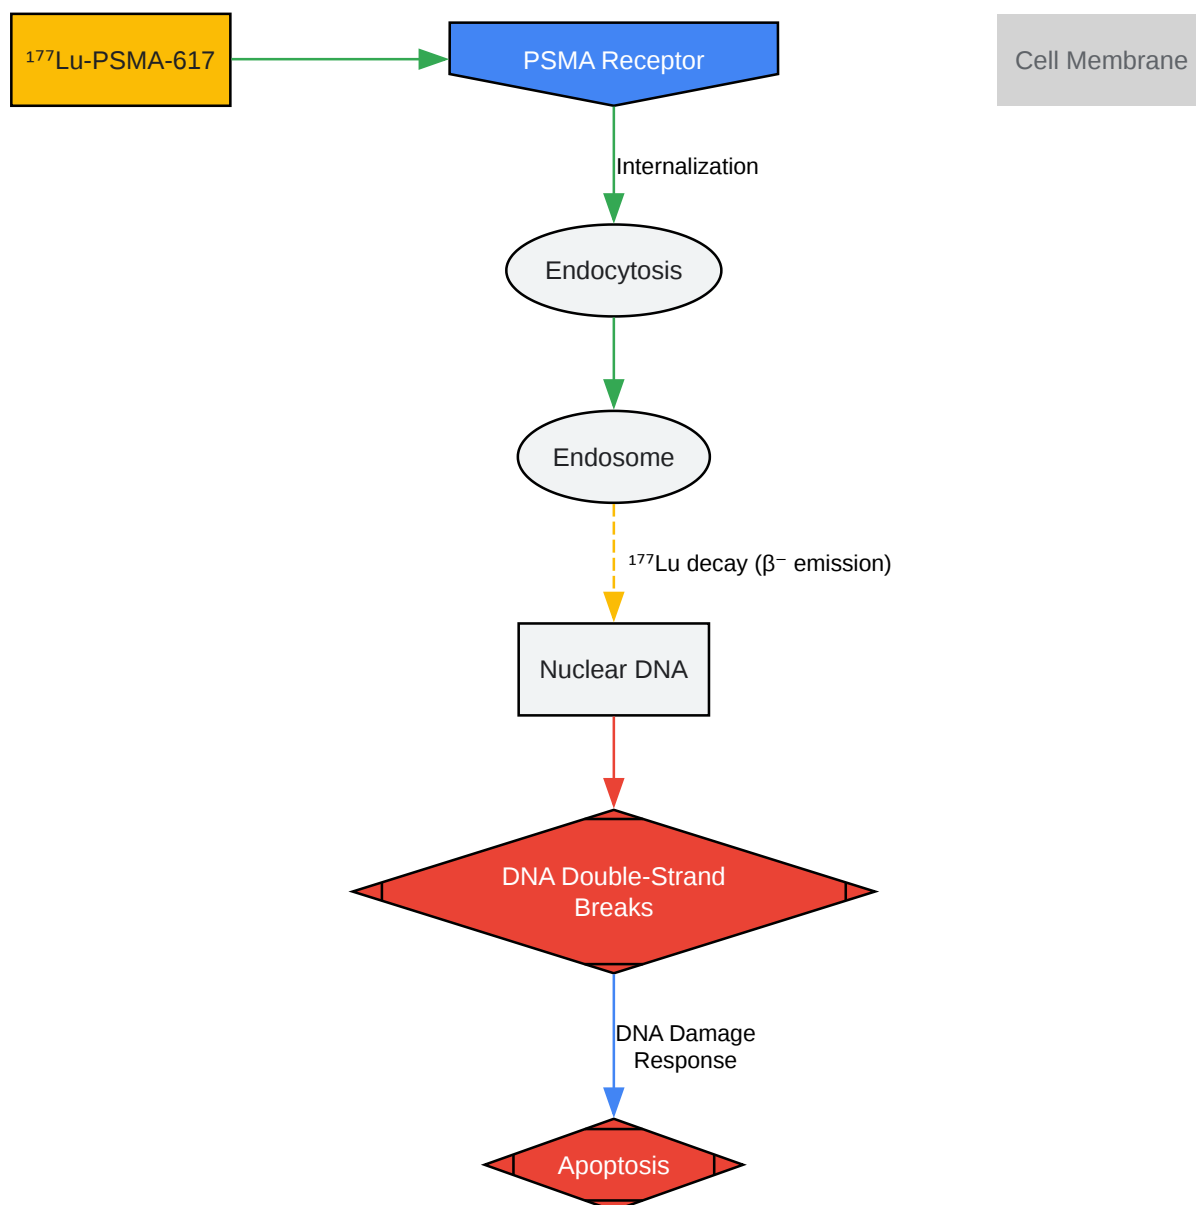 ¹⁷⁷Lu-PSMA-617
PSMA Receptor
Cell Membrane
Internalization
Endocytosis
Endosome
¹⁷⁷Lu decay (β⁻ emission)
Nuclear DNA
DNA Double-Strand
Breaks
DNA Damage
Response
Apoptosis